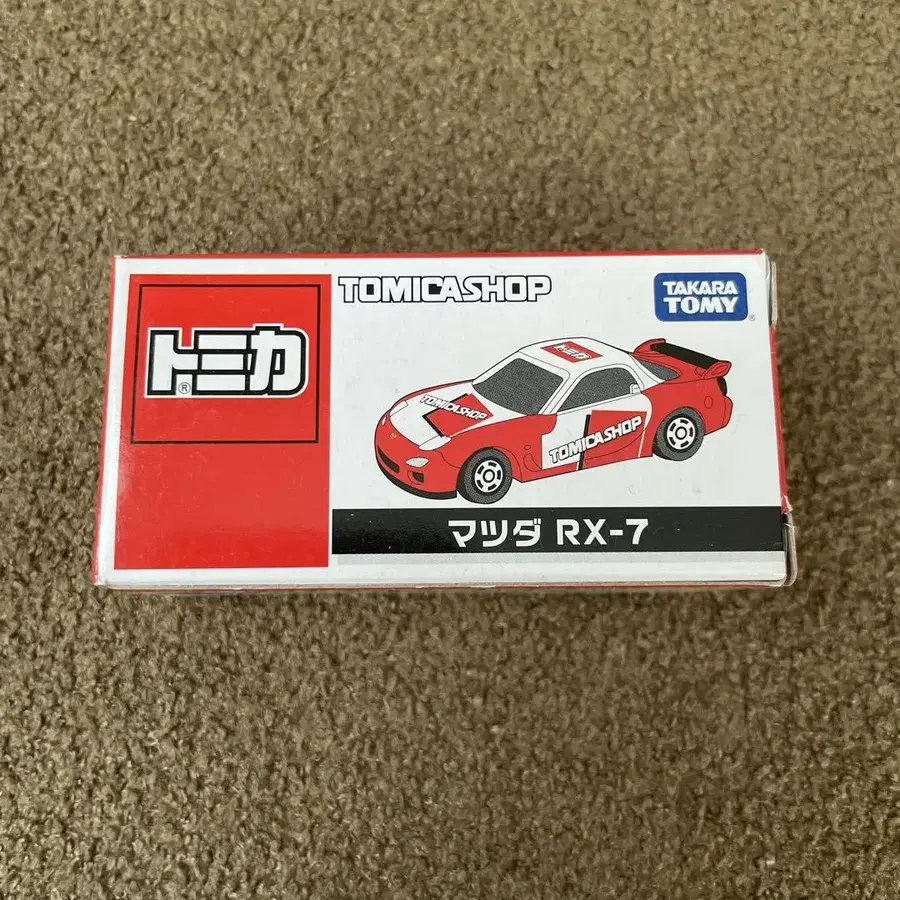 TOMICASHOP
TAKARA
TOMY
®
トミカ
®
トミカ
TOMICASHOP
TOMICASHOP
マツダ RX-7